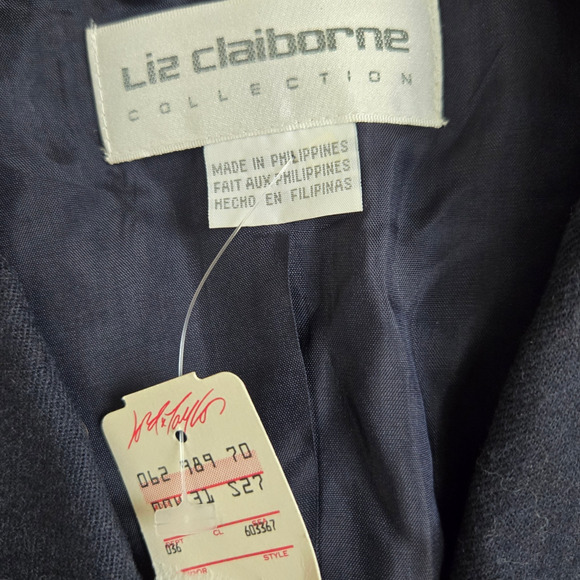 Liz claiborne
COLLECTION
MADE IN PHILIPPINES
FAIT AUX PHILIPPINES
HECHO EN FILIPINAS
Lord & Taylor
062 989 70
DEPT CL
036 603367
STYLE